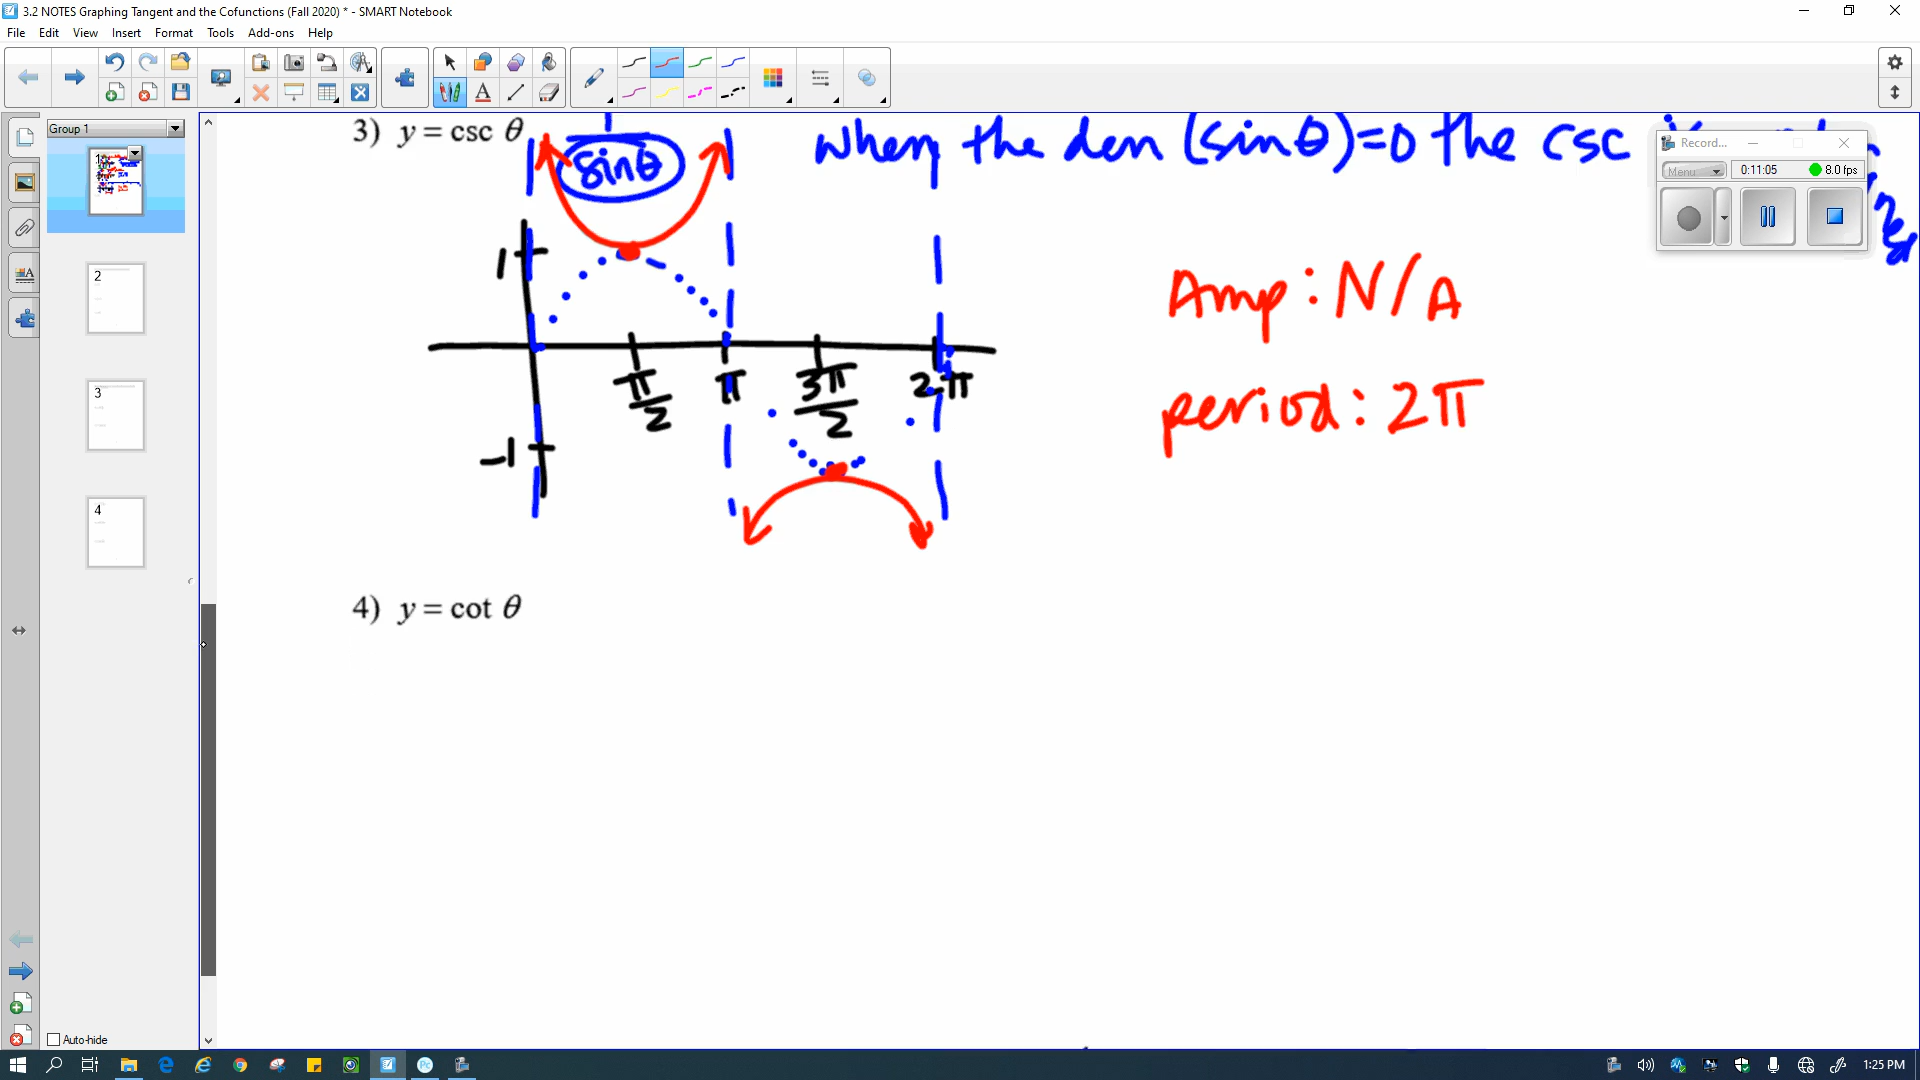 3.2 NOTES Graphing Tangent and the Cofunctions (Fall 2020) * - SMART Notebook
File Edit View Insert Format Tools Add-ons Help
Group 1
1
2
3
4
Auto-hide
3) y = csc θ
1
sinθ
when the den (sinθ)=0 the csc
1
-1
π/2 π 3π/2 2π
Amp: N/A
period: 2π
4) y = cot θ
Record...
Menu 0:11:05 8.0 fps
1:25 PM